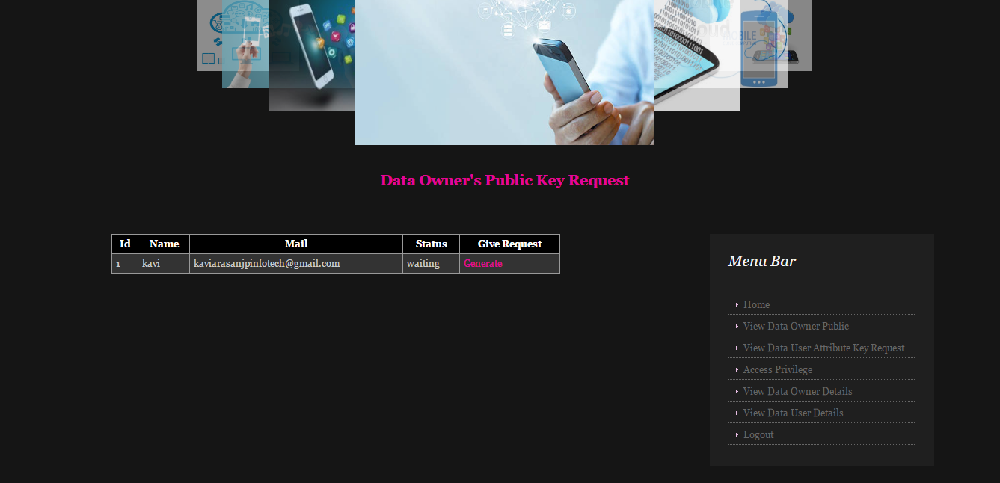 MOBILE
Data Owner's Public Key Request
Id Name Mail Status Give Request
1 kavi kaviarasanjpinfotech@gmail.com waiting Generate
Menu Bar
Home
View Data Owner Public
View Data User Attribute Key Request
Access Privilege
View Data Owner Details
View Data User Details
Logout